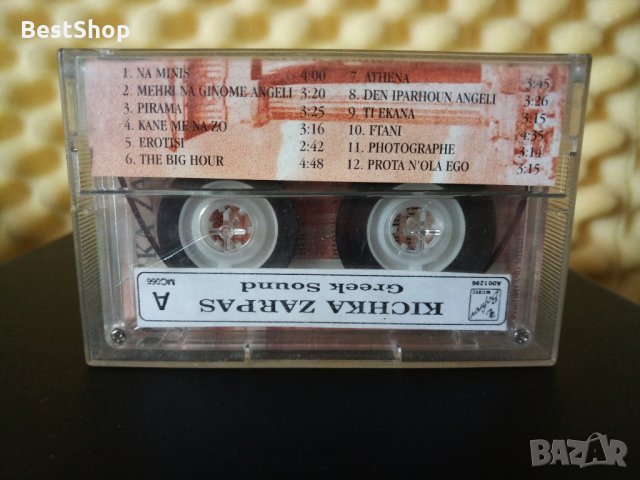 BestShop
1. NA MINIS 4:00
2. MEHRI NA GINOME ANGELI 3:20
3. PIRAMA 3:25
4. KANE ME NA ZO 3:16
5. EROTISI 2:42
6. THE BIG HOUR 4:48
7. ATHENA 3:45
8. DEN IPARHOUN ANGELI 3:26
9. TI EKANA 3:15
10. FTANI 4:35
11. PHOTOGRAPHE 3:14
12. PROTA N'OLA EGO 3:15
A
MC066
KICHKA ZARPAS
Greek Sound
MUSIC
A001296
BAZAR.bg